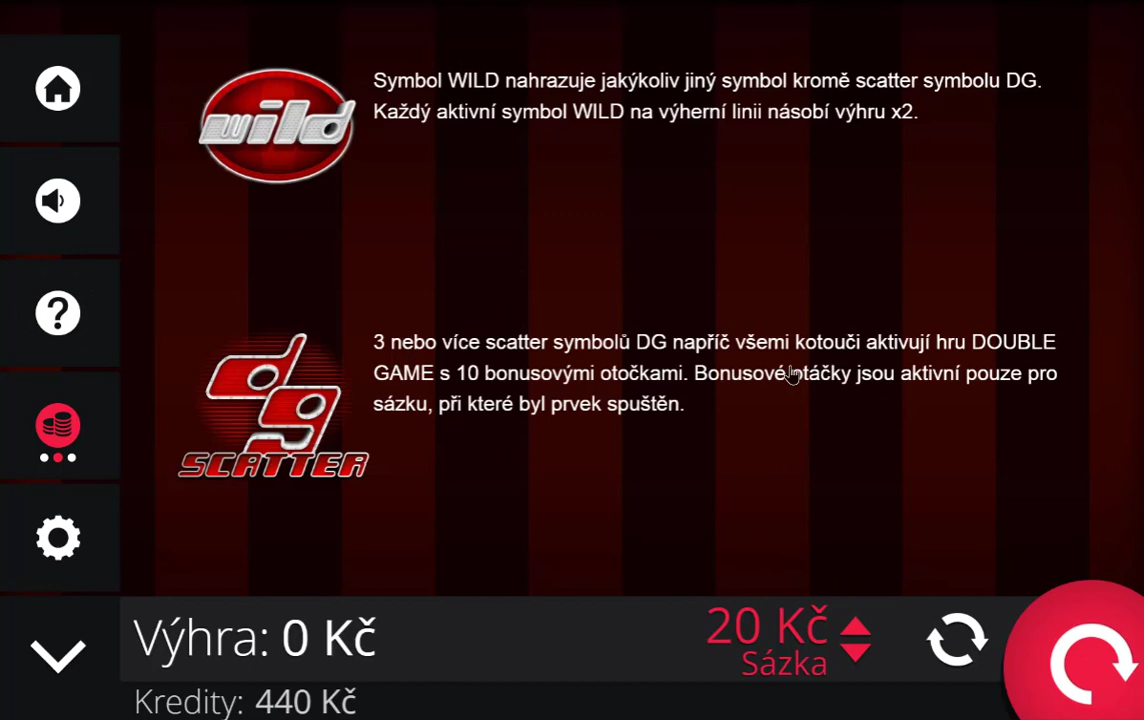 wild
Symbol WILD nahrazuje jakýkoliv jiný symbol kromě scatter symbolu DG.
Každý aktivní symbol WILD na výherní linii násobí výhru x2.
dg
SCATTER
3 nebo více scatter symbolů DG napříč všemi kotouči aktivují hru DOUBLE
GAME s 10 bonusovými otočkami. Bonusové otáčky jsou aktivní pouze pro
sázku, při které byl prvek spuštěn.
?
Výhra: 0 Kč
20 Kč
Sázka
Kredity: 440 Kč